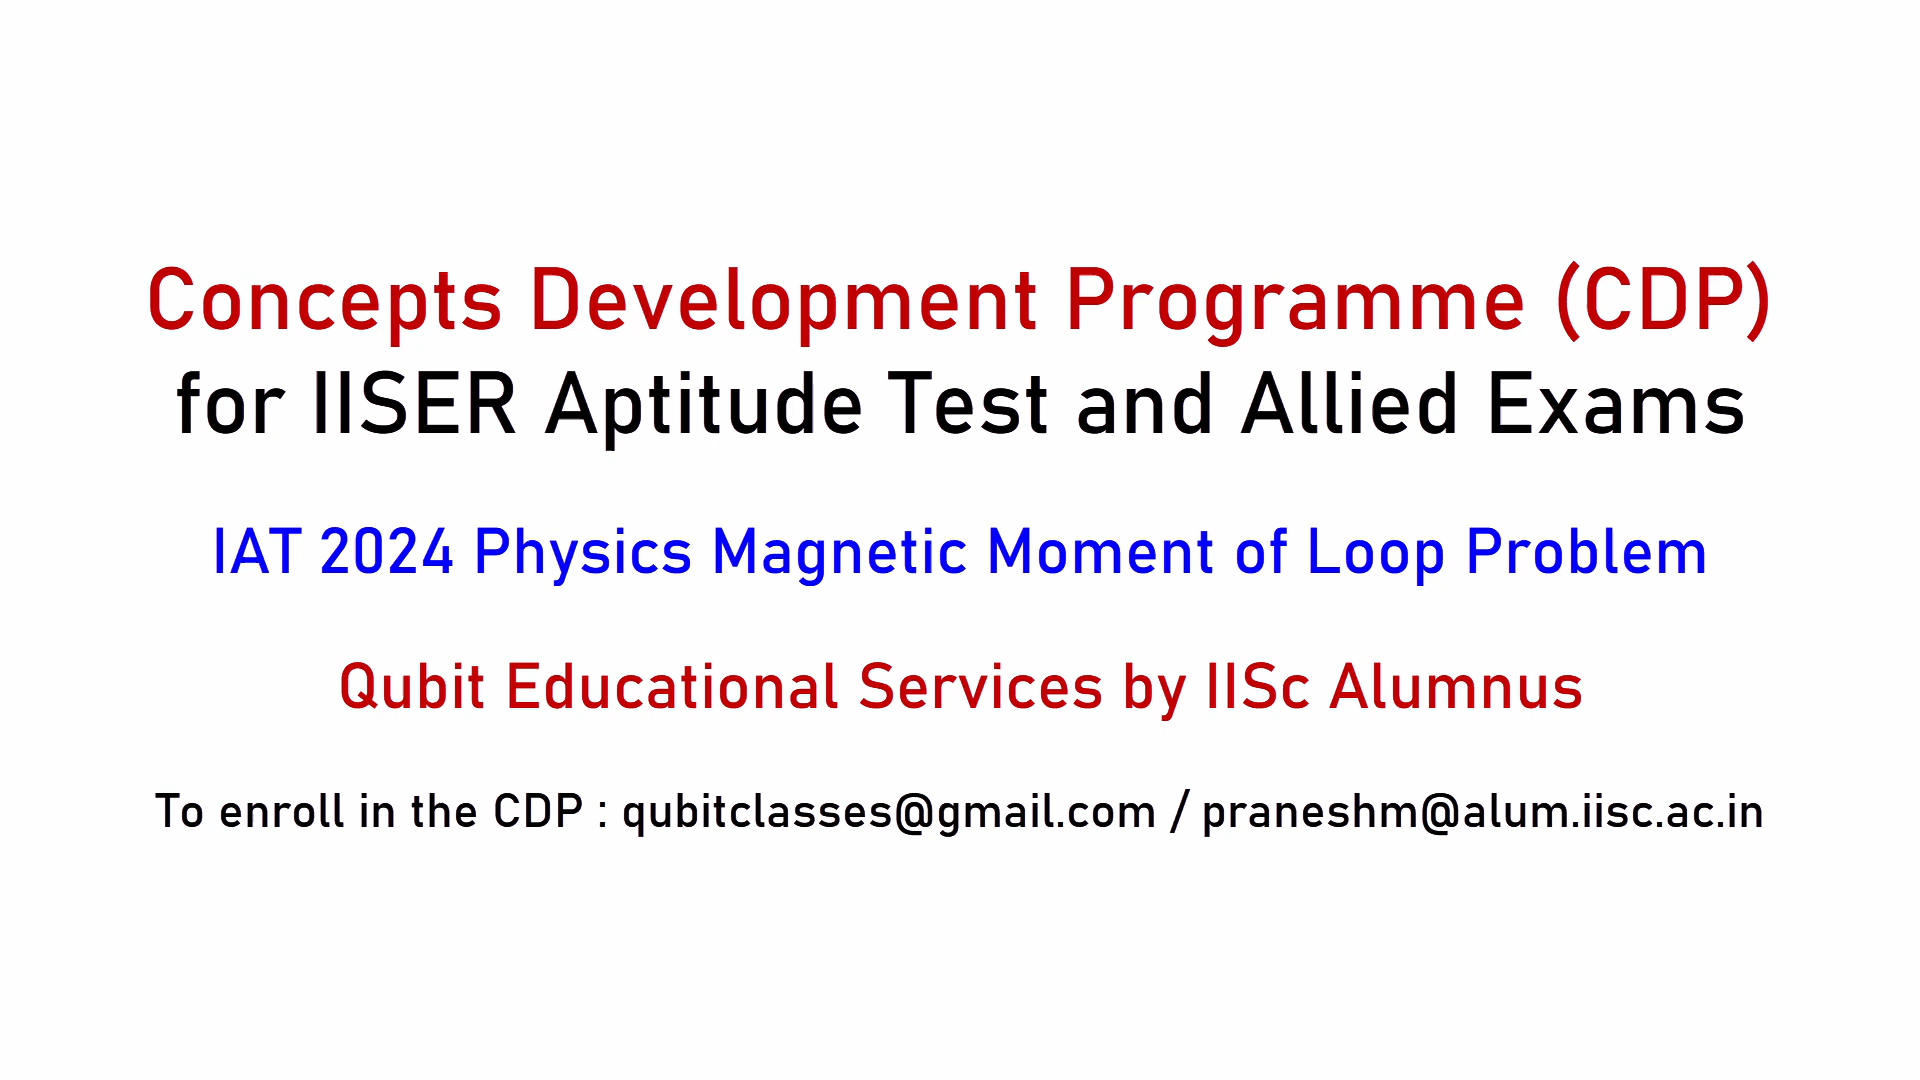 Concepts Development Programme (CDP)
for IISER Aptitude Test and Allied Exams
IAT 2024 Physics Magnetic Moment of Loop Problem
Qubit Educational Services by IISc Alumnus
To enroll in the CDP : qubitclasses@gmail.com / praneshm@alum.iisc.ac.in